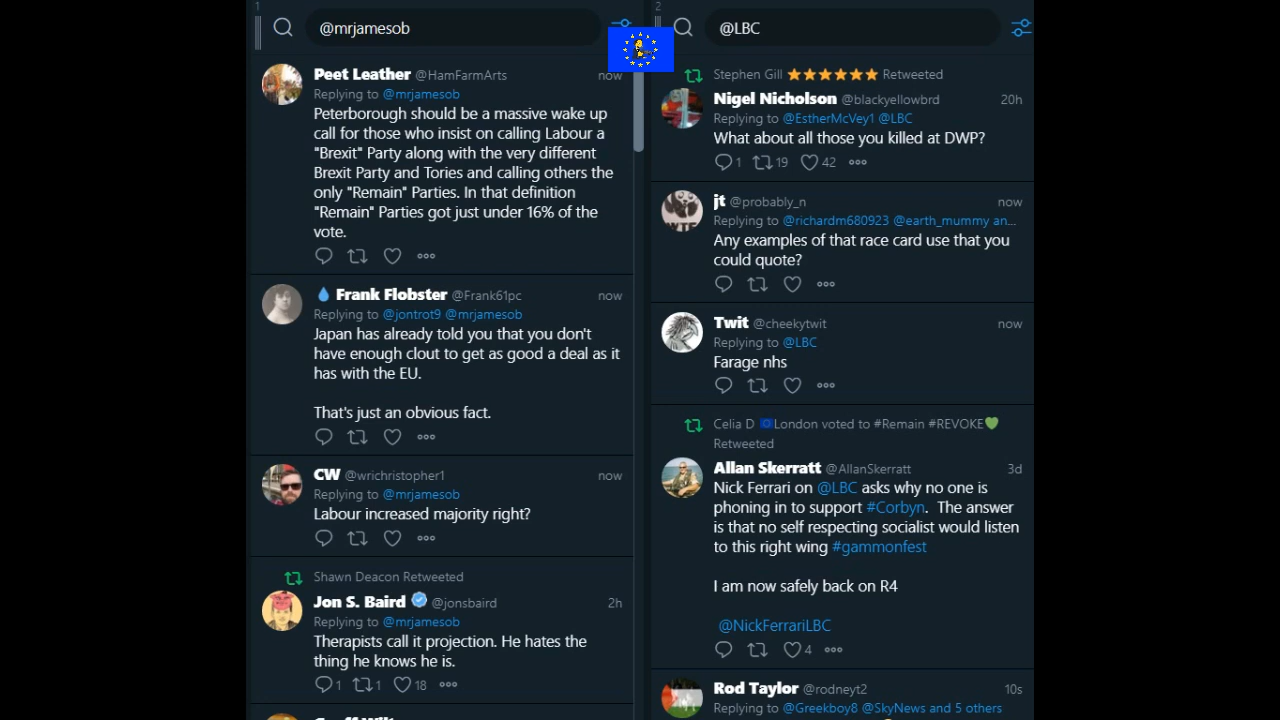 1
@mrjamesob
Peet Leather @HamFarmArts now
Replying to @mrjamesob
Peterborough should be a massive wake up
call for those who insist on calling Labour a
"Brexit" Party along with the very different
Brexit Party and Tories and calling others the
only "Remain" Parties. In that definition
"Remain" Parties got just under 16% of the
vote.
Frank Flobster @Frank61pc now
Replying to @jontrot9 @mrjamesob
Japan has already told you that you don't
have enough clout to get as good a deal as it
has with the EU.
That's just an obvious fact.
CW @wrichristopher1 now
Replying to @mrjamesob
Labour increased majority right?
Shawn Deacon Retweeted
Jon S. Baird @jonsbaird 2h
Replying to @mrjamesob
Therapists call it projection. He hates the
thing he knows he is.
1 1 18
2
@LBC
Stephen Gill ⭐⭐⭐⭐⭐⭐ Retweeted
Nigel Nicholson @blackyellowbrd 20h
Replying to @EstherMcVey1 @LBC
What about all those you killed at DWP?
1 19 42
jt @probably_n now
Replying to @richardm680923 @earth_mummy an...
Any examples of that race card use that you
could quote?
Twit @cheekytwit now
Replying to @LBC
Farage nhs
Celia D 🇪🇺London voted to #Remain #REVOKE💚
Retweeted
Allan Skerratt @AllanSkerratt 3d
Nick Ferrari on @LBC asks why no one is
phoning in to support #Corbyn. The answer
is that no self respecting socialist would listen
to this right wing #gammonfest
I am now safely back on R4
@NickFerrariLBC
4
Rod Taylor @rodneyt2 10s
Replying to @Greekboy8 @SkyNews and 5 others